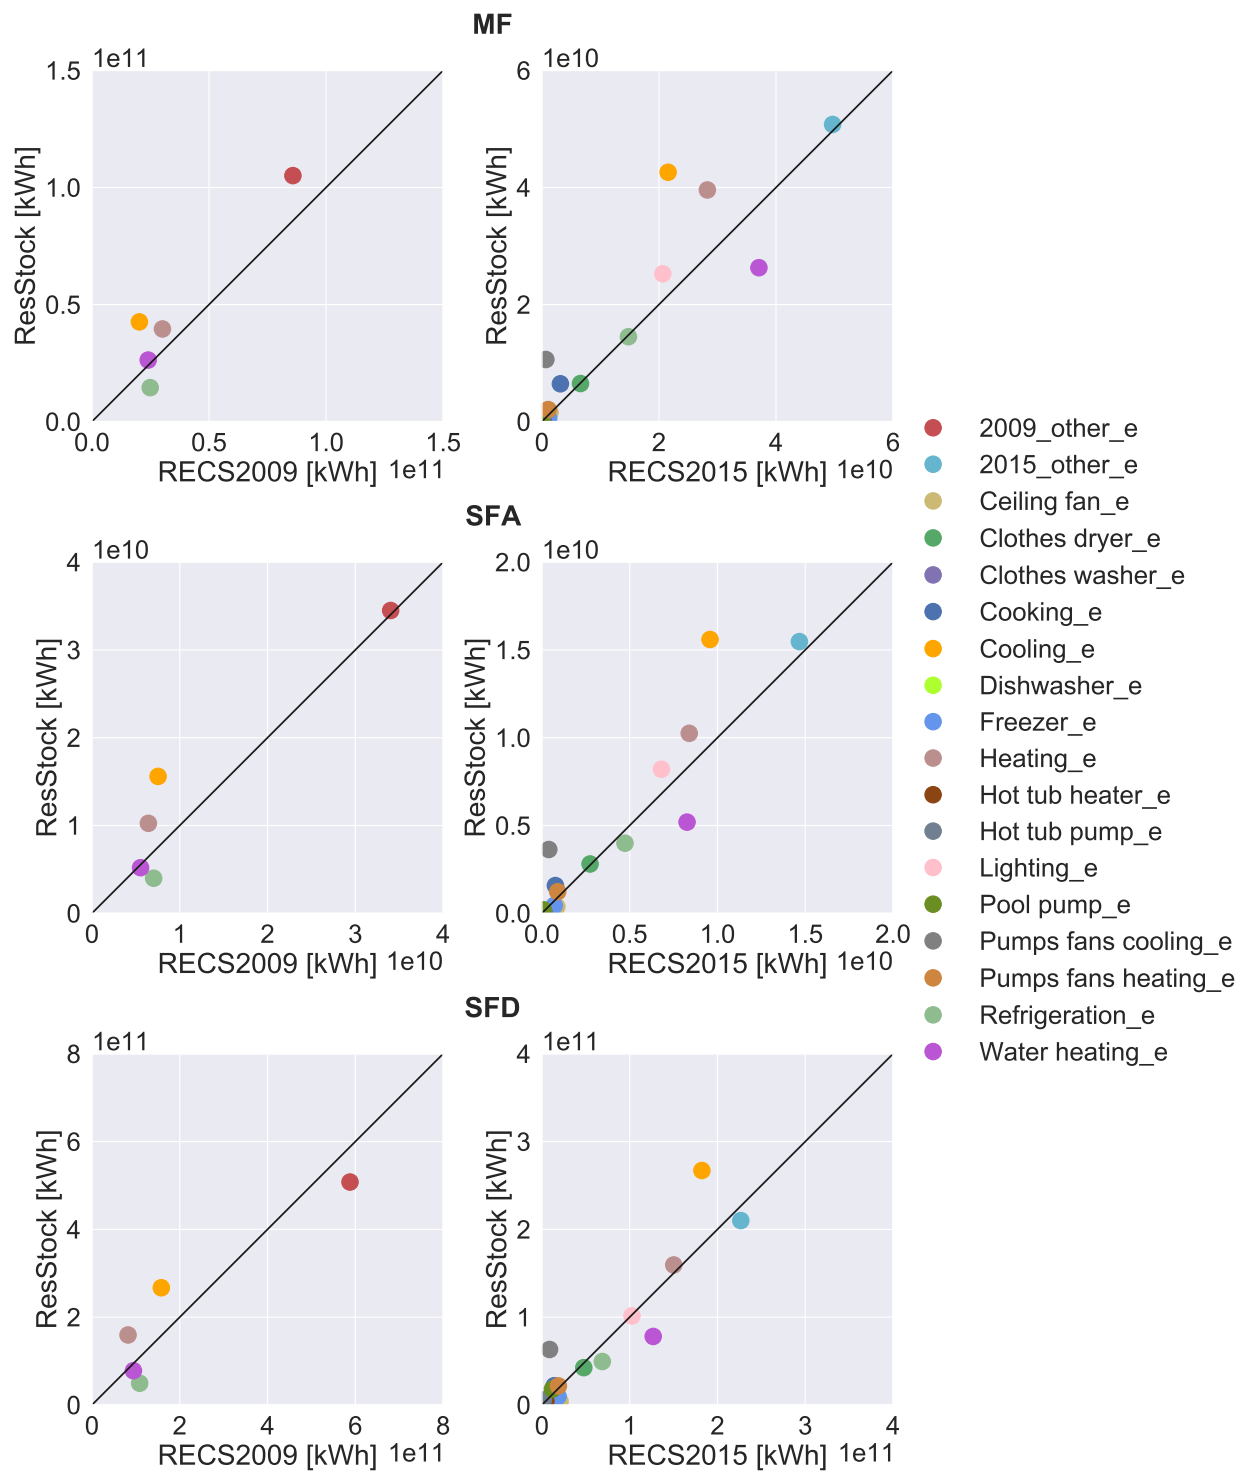 MF
1e11
1e10
1.5
1.0
0.5
0.0
ResStock [kWh]
0.0 0.5 1.0 1.5
RECS2009 [kWh] 1e11
6
4
2
0
ResStock [kWh]
0 2 4 6
RECS2015 [kWh] 1e10
SFA
1e10
1e10
4
3
2
1
0
ResStock [kWh]
0 1 2 3 4
RECS2009 [kWh] 1e10
2.0
1.5
1.0
0.5
0.0
ResStock [kWh]
0.0 0.5 1.0 1.5 2.0
RECS2015 [kWh] 1e10
SFD
1e11
1e11
8
6
4
2
0
ResStock [kWh]
0 2 4 6 8
RECS2009 [kWh] 1e11
4
3
2
1
0
ResStock [kWh]
0 1 2 3 4
RECS2015 [kWh] 1e11
2009_other_e
2015_other_e
Ceiling fan_e
Clothes dryer_e
Clothes washer_e
Cooking_e
Cooling_e
Dishwasher_e
Freezer_e
Heating_e
Hot tub heater_e
Hot tub pump_e
Lighting_e
Pool pump_e
Pumps fans cooling_e
Pumps fans heating_e
Refrigeration_e
Water heating_e